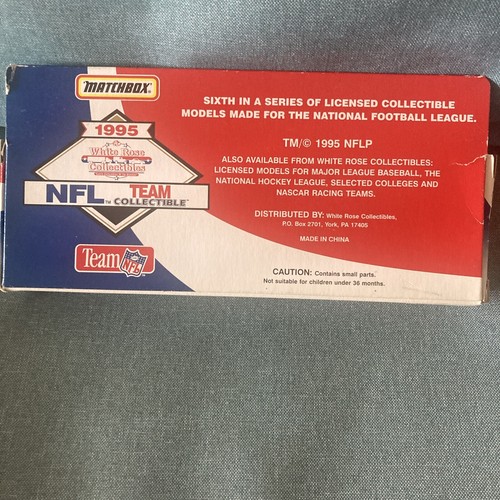 MATCHBOX
1995
White Rose
Collectibles
NFL TM TEAM
COLLECTIBLE™
Team NFL
SIXTH IN A SERIES OF LICENSED COLLECTIBLE
MODELS MADE FOR THE NATIONAL FOOTBALL LEAGUE.
TM/© 1995 NFLP
ALSO AVAILABLE FROM WHITE ROSE COLLECTIBLES:
LICENSED MODELS FOR MAJOR LEAGUE BASEBALL, THE
NATIONAL HOCKEY LEAGUE, SELECTED COLLEGES AND
NASCAR RACING TEAMS.
DISTRIBUTED BY: White Rose Collectibles,
P.O. Box 2701, York, PA 17405
MADE IN CHINA
CAUTION: Contains small parts.
Not suitable for children under 36 months.